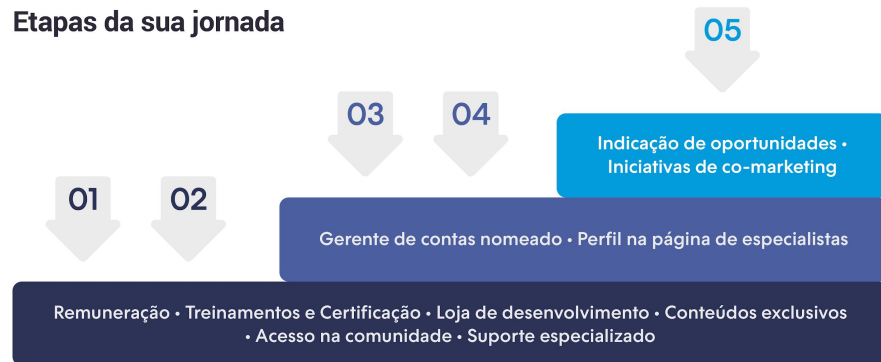 Etapas da sua jornada
05
03
04
Indicação de oportunidades •
Iniciativas de co-marketing
01
02
Gerente de contas nomeado • Perfil na página de especialistas
Remuneração • Treinamentos e Certificação • Loja de desenvolvimento • Conteúdos exclusivos
• Acesso na comunidade • Suporte especializado